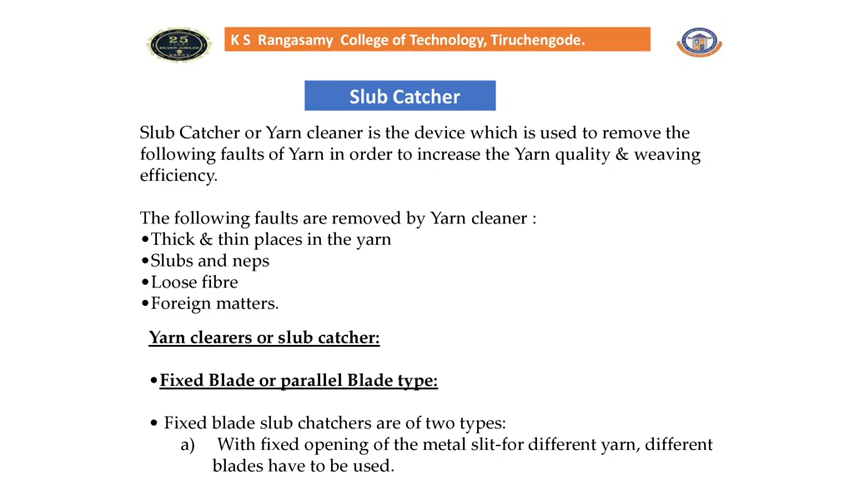 25
SILVER JUBILEE
K S Rangasamy College of Technology, Tiruchengode.
Slub Catcher
Slub Catcher or Yarn cleaner is the device which is used to remove the
following faults of Yarn in order to increase the Yarn quality & weaving
efficiency.
The following faults are removed by Yarn cleaner :
•Thick & thin places in the yarn
•Slubs and neps
•Loose fibre
•Foreign matters.
Yarn clearers or slub catcher:
•Fixed Blade or parallel Blade type:
• Fixed blade slub chatchers are of two types:
a) With fixed opening of the metal slit-for different yarn, different
blades have to be used.